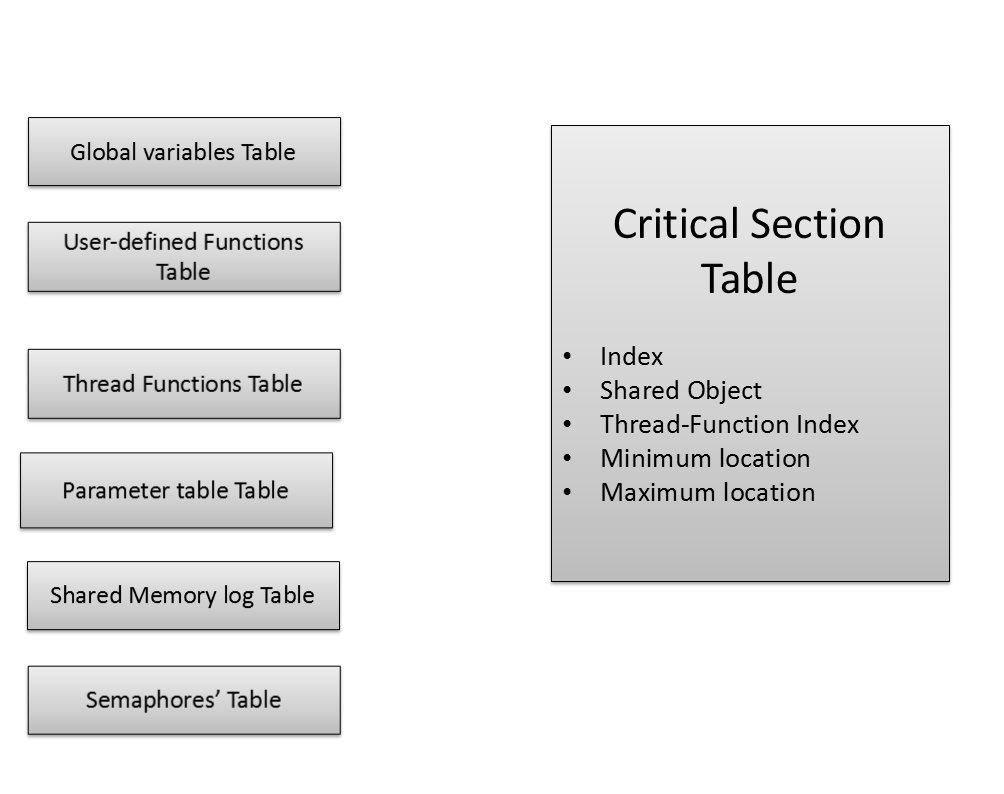 Global variables Table
User-defined Functions
Table
Thread Functions Table
Parameter table Table
Shared Memory log Table
Semaphores’ Table
Critical Section
Table
• Index
• Shared Object
• Thread-Function Index
• Minimum location
• Maximum location